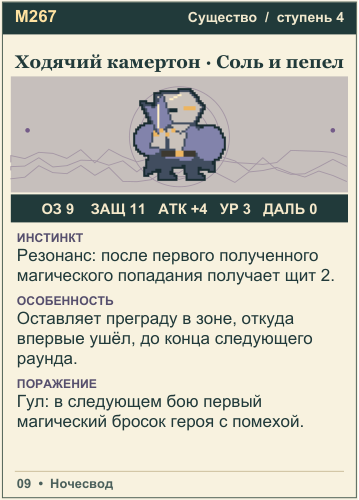 M267
Существо / ступень 4
Ходячий камертон · Соль и пепел
ОЗ 9 ЗАЩ 11 АТК +4 УР 3 ДАЛЬ 0
ИНСТИНКТ
Резонанс: после первого полученного
магического попадания получает щит 2.
ОСОБЕННОСТЬ
Оставляет преграду в зоне, откуда
впервые ушёл, до конца следующего
раунда.
ПОРАЖЕНИЕ
Гул: в следующем бою первый
магический бросок героя с помехой.
09 • Ночесвод